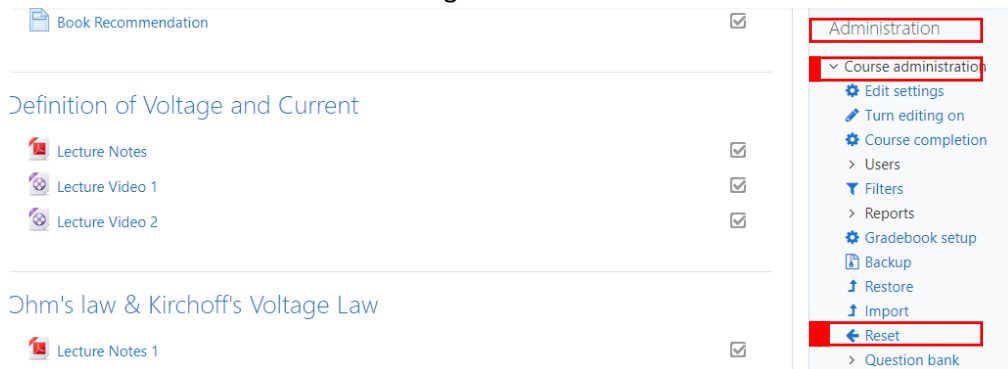 Book Recommendation
Definition of Voltage and Current
Lecture Notes
Lecture Video 1
Lecture Video 2
Ohm's law & Kirchoff's Voltage Law
Lecture Notes 1
Administration
Course administration
Edit settings
Turn editing on
Course completion
Users
Filters
Reports
Gradebook setup
Backup
Restore
Import
Reset
Question bank